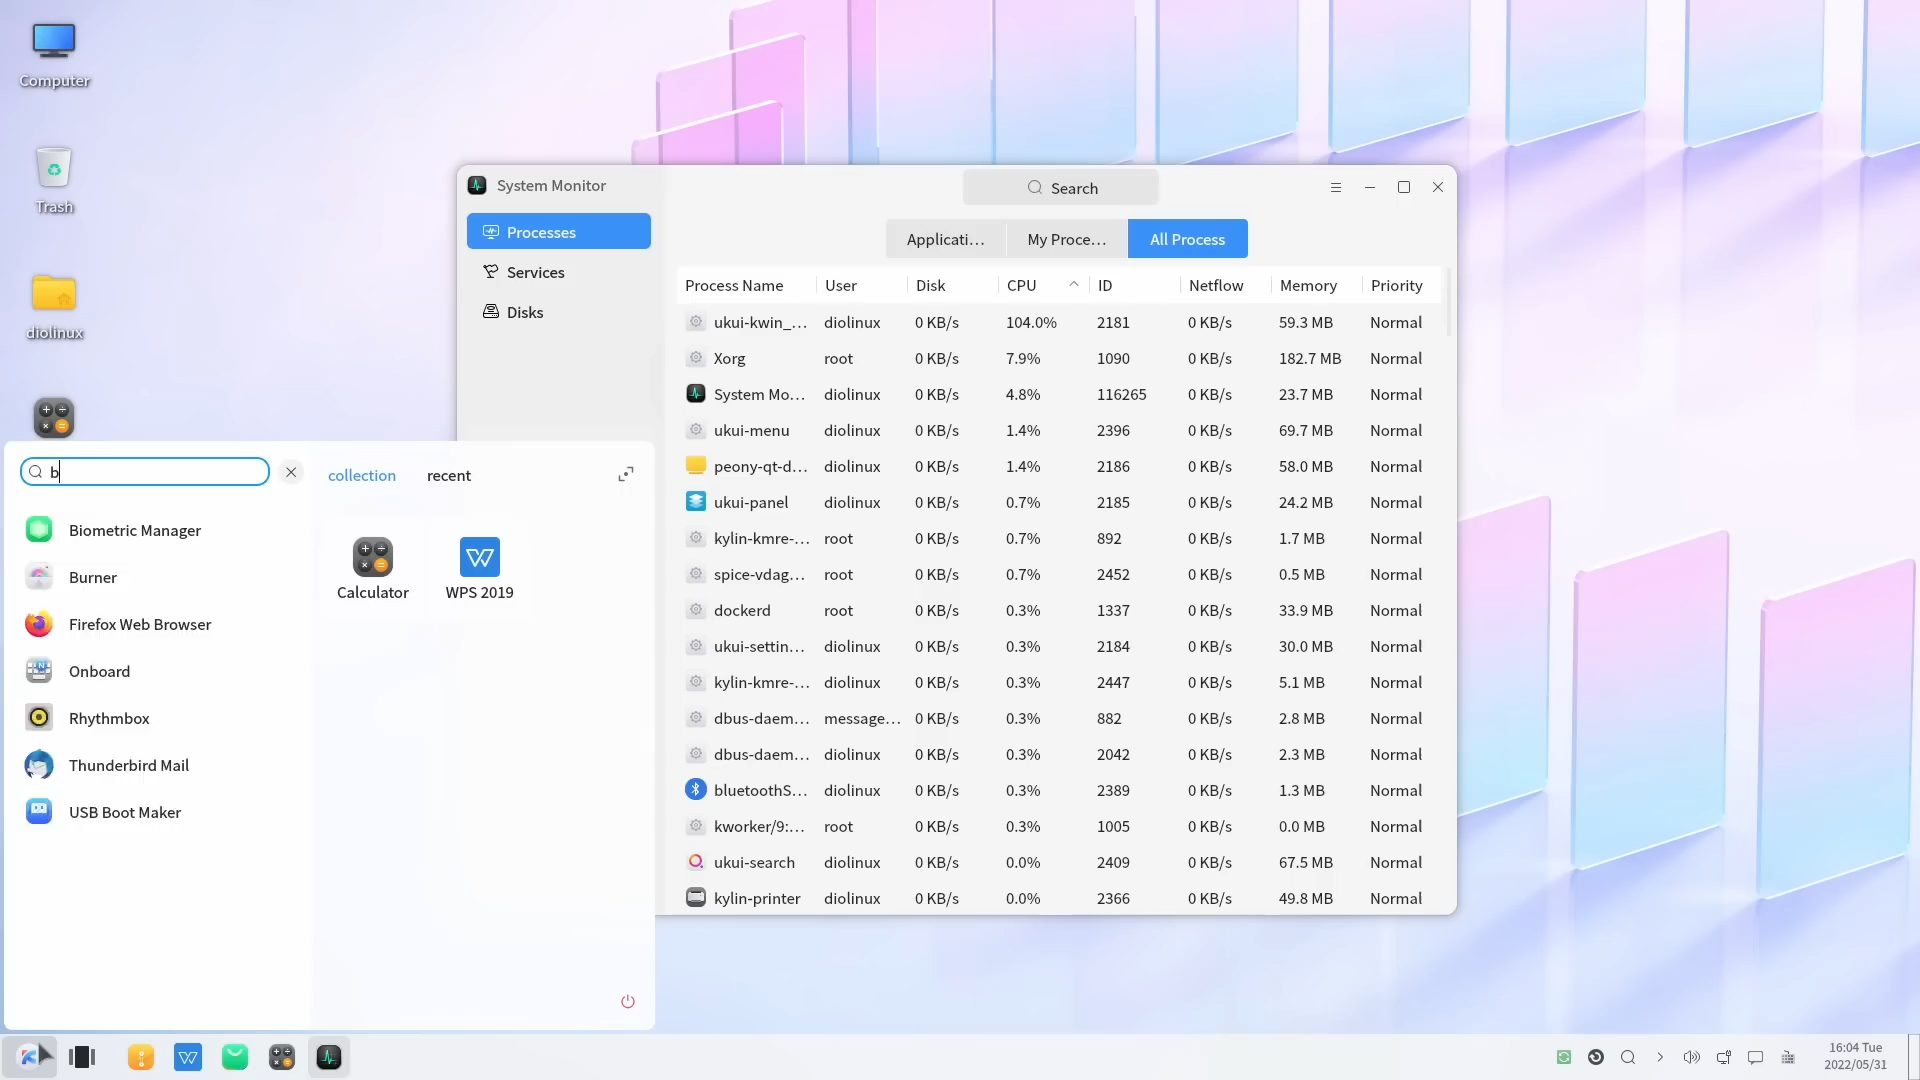 Computer
Trash
diolinux
System Monitor
Search
Processes
Services
Disks
Applicati...
My Proce...
All Process
Process Name User Disk CPU ID Netflow Memory Priority
ukui-kwin_... diolinux 0 KB/s 104.0% 2181 0 KB/s 59.3 MB Normal
Xorg root 0 KB/s 7.9% 1090 0 KB/s 182.7 MB Normal
System Mo... diolinux 0 KB/s 4.8% 116265 0 KB/s 23.7 MB Normal
ukui-menu diolinux 0 KB/s 1.4% 2396 0 KB/s 69.7 MB Normal
peony-qt-d... diolinux 0 KB/s 1.4% 2186 0 KB/s 58.0 MB Normal
ukui-panel diolinux 0 KB/s 0.7% 2185 0 KB/s 24.2 MB Normal
kylin-kmre-... root 0 KB/s 0.7% 892 0 KB/s 1.7 MB Normal
spice-vdag... root 0 KB/s 0.7% 2452 0 KB/s 0.5 MB Normal
dockerd root 0 KB/s 0.3% 1337 0 KB/s 33.9 MB Normal
ukui-settin... diolinux 0 KB/s 0.3% 2184 0 KB/s 30.0 MB Normal
kylin-kmre-... diolinux 0 KB/s 0.3% 2447 0 KB/s 5.1 MB Normal
dbus-daem... message... 0 KB/s 0.3% 882 0 KB/s 2.8 MB Normal
dbus-daem... diolinux 0 KB/s 0.3% 2042 0 KB/s 2.3 MB Normal
bluetoothS... diolinux 0 KB/s 0.3% 2389 0 KB/s 1.3 MB Normal
kworker/9:... root 0 KB/s 0.3% 1005 0 KB/s 0.0 MB Normal
ukui-search diolinux 0 KB/s 0.0% 2409 0 KB/s 67.5 MB Normal
kylin-printer diolinux 0 KB/s 0.0% 2366 0 KB/s 49.8 MB Normal
b
collection
recent
Biometric Manager
Burner
Firefox Web Browser
Onboard
Rhythmbox
Thunderbird Mail
USB Boot Maker
Calculator
WPS 2019
16:04 Tue
2022/05/31